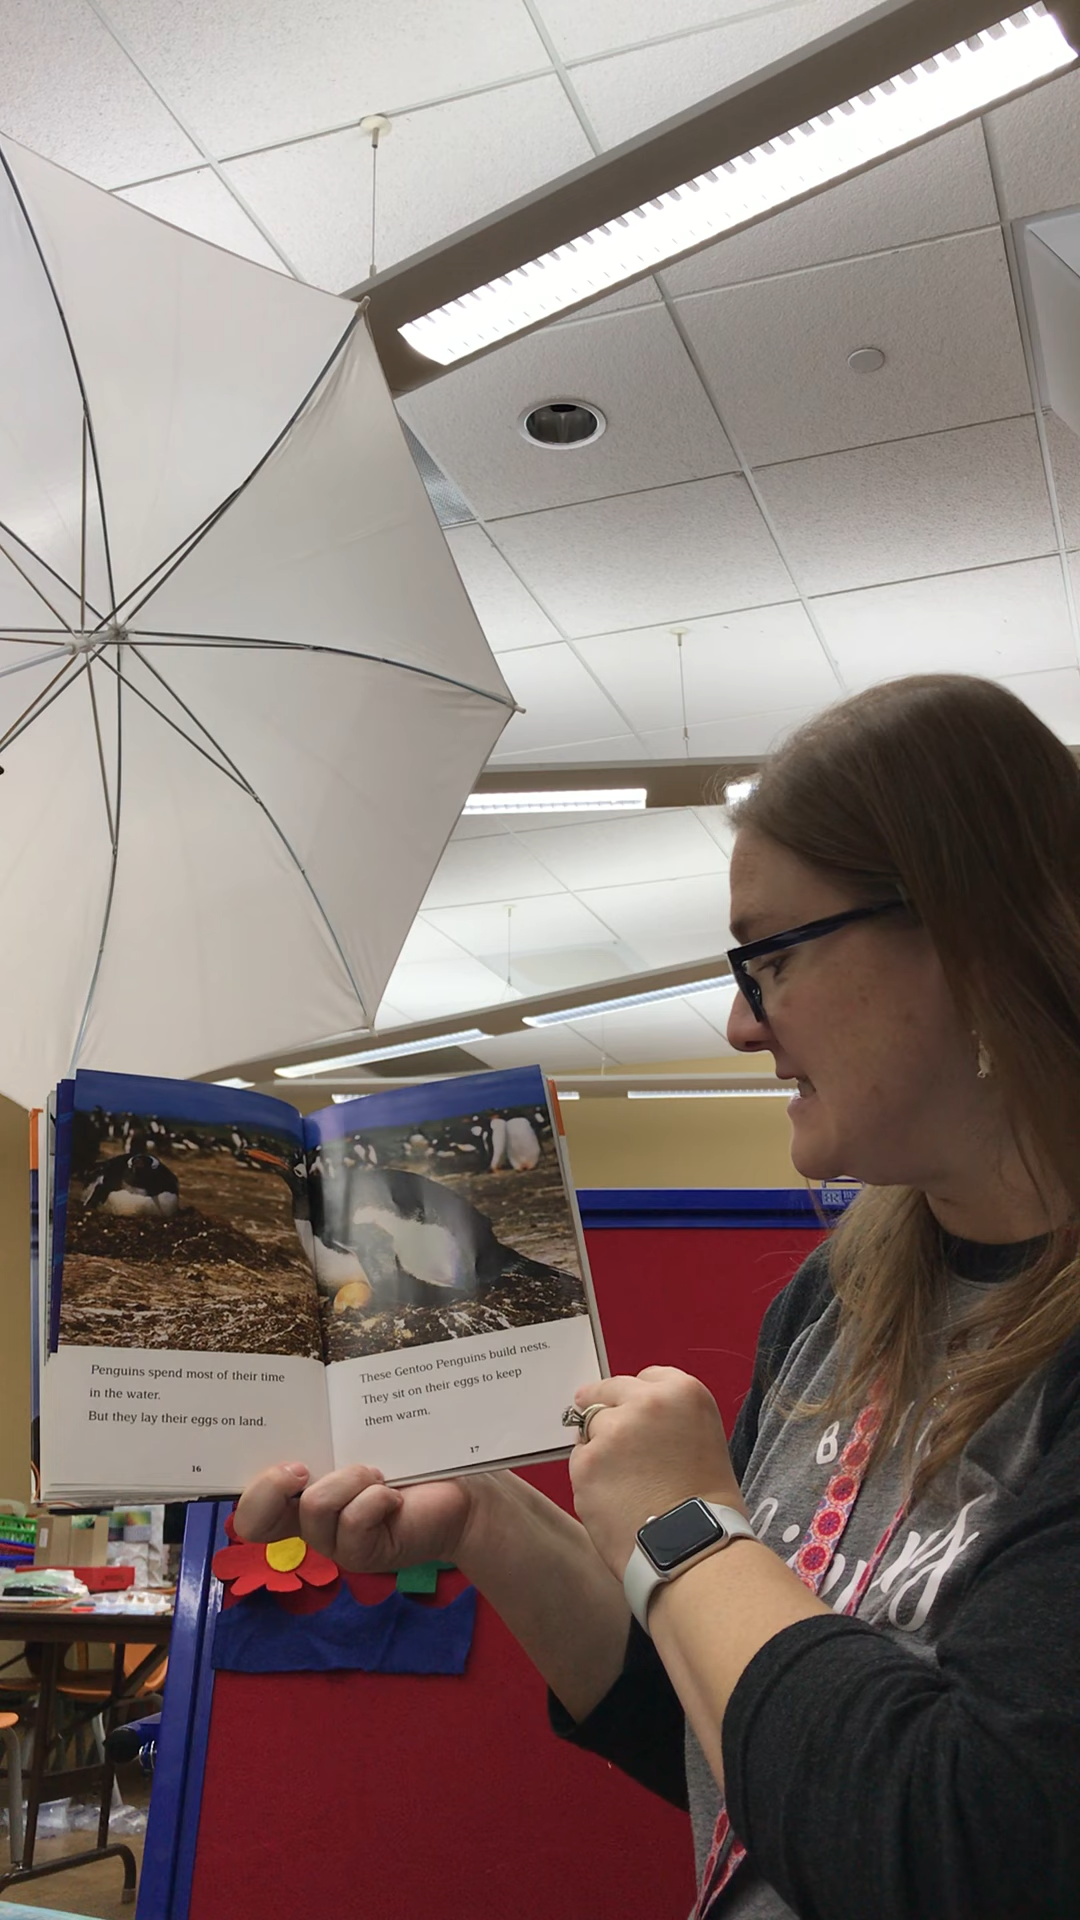 Penguins spend most of their time
in the water.
But they lay their eggs on land.
16
These Gentoo Penguins build nests.
They sit on their eggs to keep
them warm.
17
B